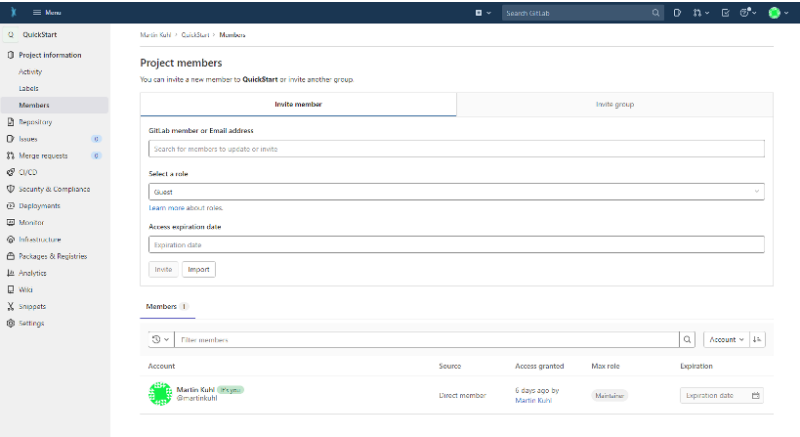 Menu
Search GitLab
Q QuickStart
Project information
Activity
Labels
Members
Repository
Issues 0
Merge requests 0
CI/CD
Security & Compliance
Deployments
Monitor
Infrastructure
Packages & Registries
Analytics
Wiki
Snippets
Settings
Martin Kuhl > QuickStart > Members
Project members
You can invite a new member to QuickStart or invite another group.
Invite member Invite group
GitLab member or Email address
Search for members to update or invite
Select a role
Guest
Learn more about roles.
Access expiration date
Expiration date
Invite Import
Members 1
Filter members Account
Account Source Access granted Max role Expiration
Martin Kuhl It's you
@martinkuhl
Direct member
6 days ago by
Martin Kuhl
Maintainer
Expiration date